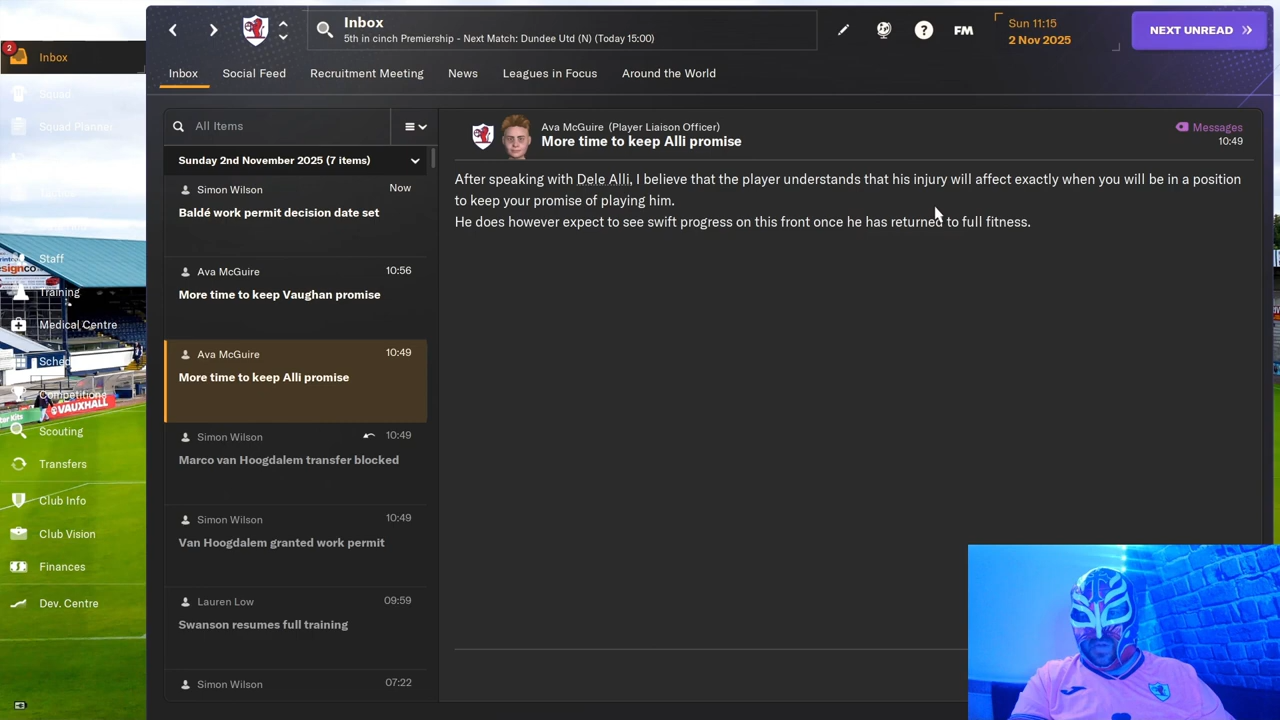 Inbox
5th in cinch Premiership - Next Match: Dundee Utd (N) (Today 15:00)
FM
Sun 11:15
2 Nov 2025
NEXT UNREAD
2
Inbox
Squad
Squad Planner
Staff
Training
Medical Centre
Sched
Competitions
VAUXHALL
Scouting
Transfers
Club Info
Club Vision
Finances
Dev. Centre
Inbox
Social Feed
Recruitment Meeting
News
Leagues in Focus
Around the World
All Items
Sunday 2nd November 2025 (7 items)
Simon Wilson Now
Baldé work permit decision date set
Ava McGuire 10:56
More time to keep Vaughan promise
Ava McGuire 10:49
More time to keep Alli promise
Simon Wilson 10:49
Marco van Hoogdalem transfer blocked
Simon Wilson 10:49
Van Hoogdalem granted work permit
Lauren Low 09:59
Swanson resumes full training
Simon Wilson 07:22
Ava McGuire (Player Liaison Officer)
More time to keep Alli promise
Messages
10:49
After speaking with Dele Alli, I believe that the player understands that his injury will affect exactly when you will be in a position
to keep your promise of playing him.
He does however expect to see swift progress on this front once he has returned to full fitness.